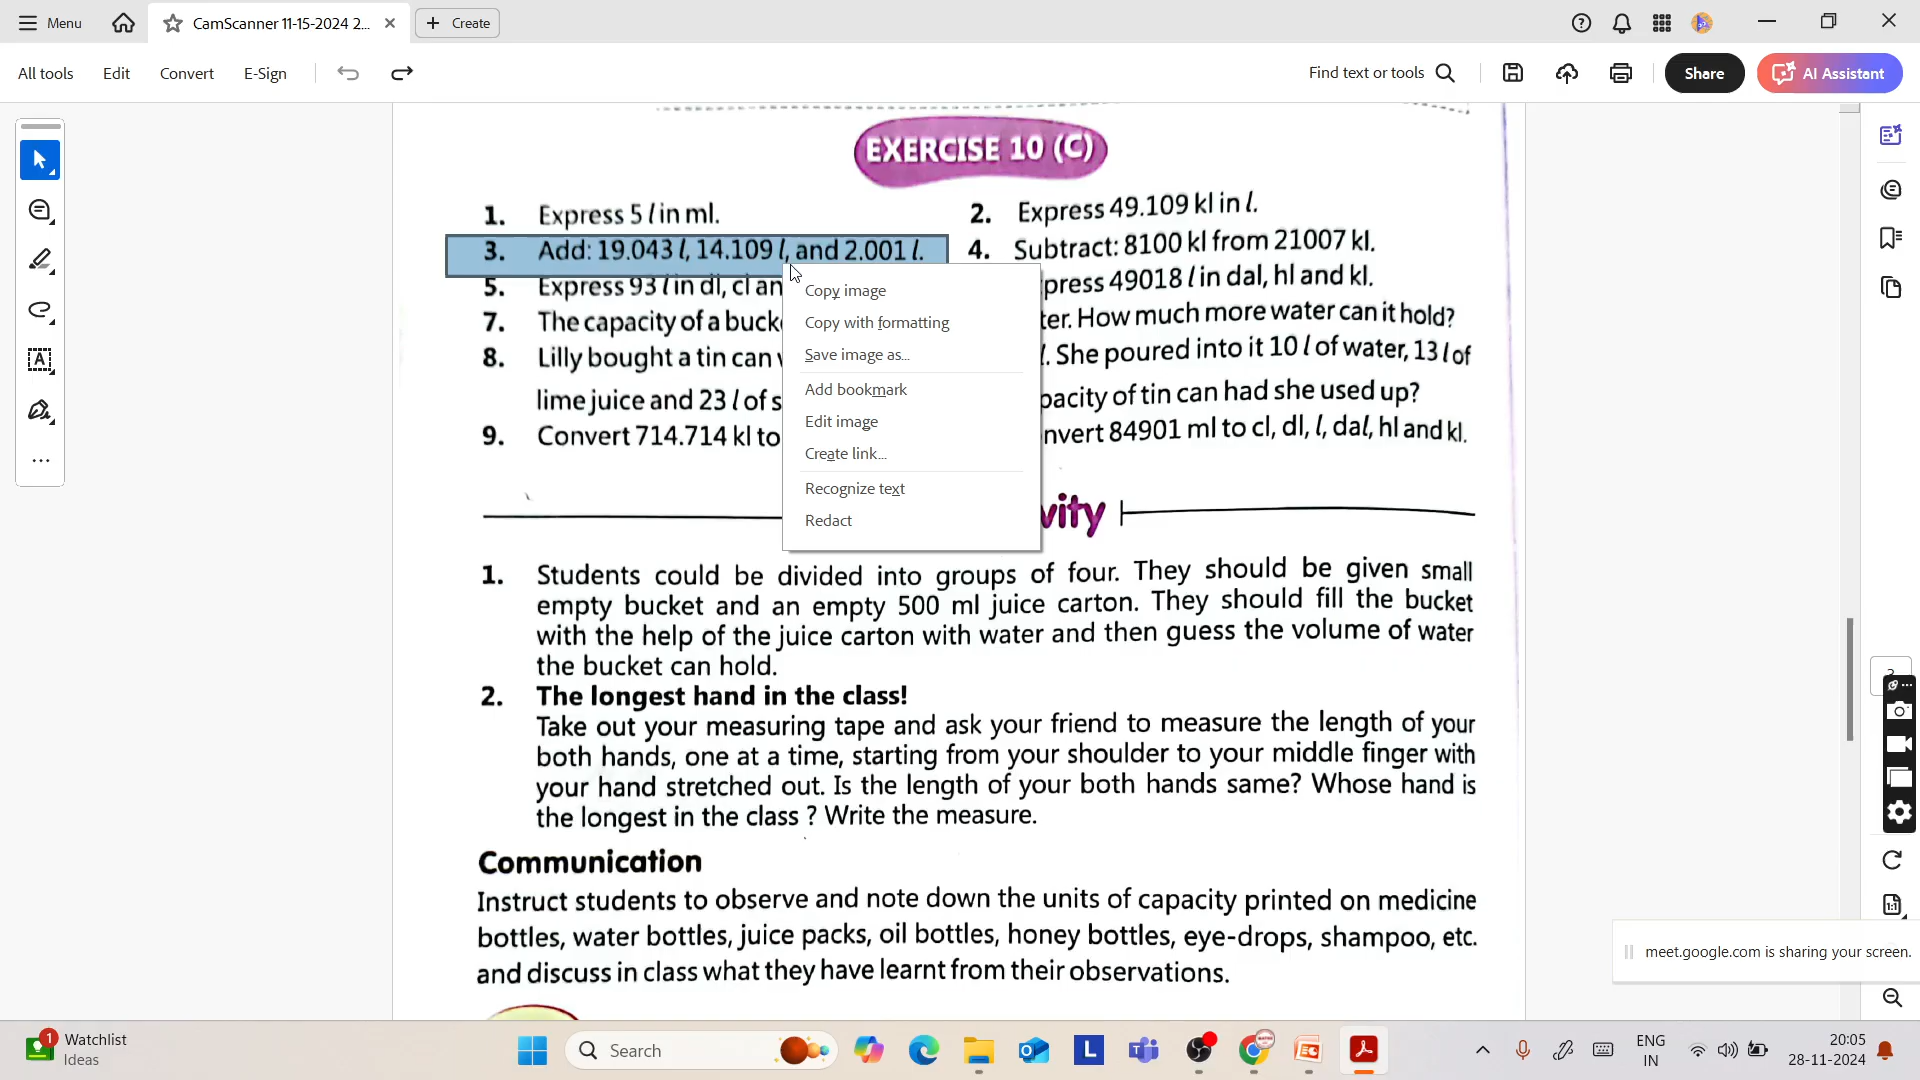 Menu
CamScanner 11-15-2024 2...
Create
All tools
Edit
Convert
E-Sign
Find text or tools
Share
AI Assistant
EXERCISE 10 (C)
1. Express 5 l in ml.
2. Express 49.109 kl in l.
3. Add: 19.043 l, 14.109 l, and 2.001 l.
4. Subtract: 8100 kl from 21007 kl.
5. Express 93 l in dl, cl an
press 49018 l in dal, hl and kl.
7. The capacity of a buck
ter. How much more water can it hold?
8. Lilly bought a tin can
l. She poured into it 10 l of water, 13 l of
lime juice and 23 l of s
pacity of tin can had she used up?
9. Convert 714.714 kl to
nvert 84901 ml to cl, dl, l, dal, hl and kl.
Copy image
Copy with formatting
Save image as...
Add bookmark
Edit image
Create link...
Recognize text
Redact
vity
1. Students could be divided into groups of four. They should be given small
empty bucket and an empty 500 ml juice carton. They should fill the bucket
with the help of the juice carton with water and then guess the volume of water
the bucket can hold.
2. The longest hand in the class!
Take out your measuring tape and ask your friend to measure the length of your
both hands, one at a time, starting from your shoulder to your middle finger with
your hand stretched out. Is the length of your both hands same? Whose hand is
the longest in the class ? Write the measure.
Communication
Instruct students to observe and note down the units of capacity printed on medicine
bottles, water bottles, juice packs, oil bottles, honey bottles, eye-drops, shampoo, etc.
and discuss in class what they have learnt from their observations.
meet.google.com is sharing your screen.
1
Watchlist
Ideas
Search
ENG
IN
20:05
28-11-2024